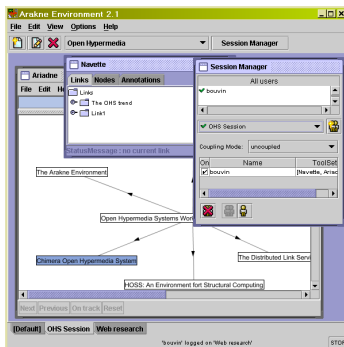 Arakne Environment 2.1
File Edit View Options Help
Open Hypermedia
Session Manager
Ariadne
File Edit
Navette
Links Nodes Annotations
Links
The OHS trend
Link1
StatusMessage : no current link
Session Manager
All users
bouvin
OHS Session
Coupling Mode: uncoupled
On Name ToolSet
bouvin [Navette, Ariad
The Arakne Environment
Open Hypermedia Systems Wor
Chimera Open Hypermedia System
The Distributed Link Servi
HOSS: An Environment fort Structural Computing
Next Previous On track Reset
[Default] OHS Session Web research
'bouvin' logged on 'Web research'
STOP